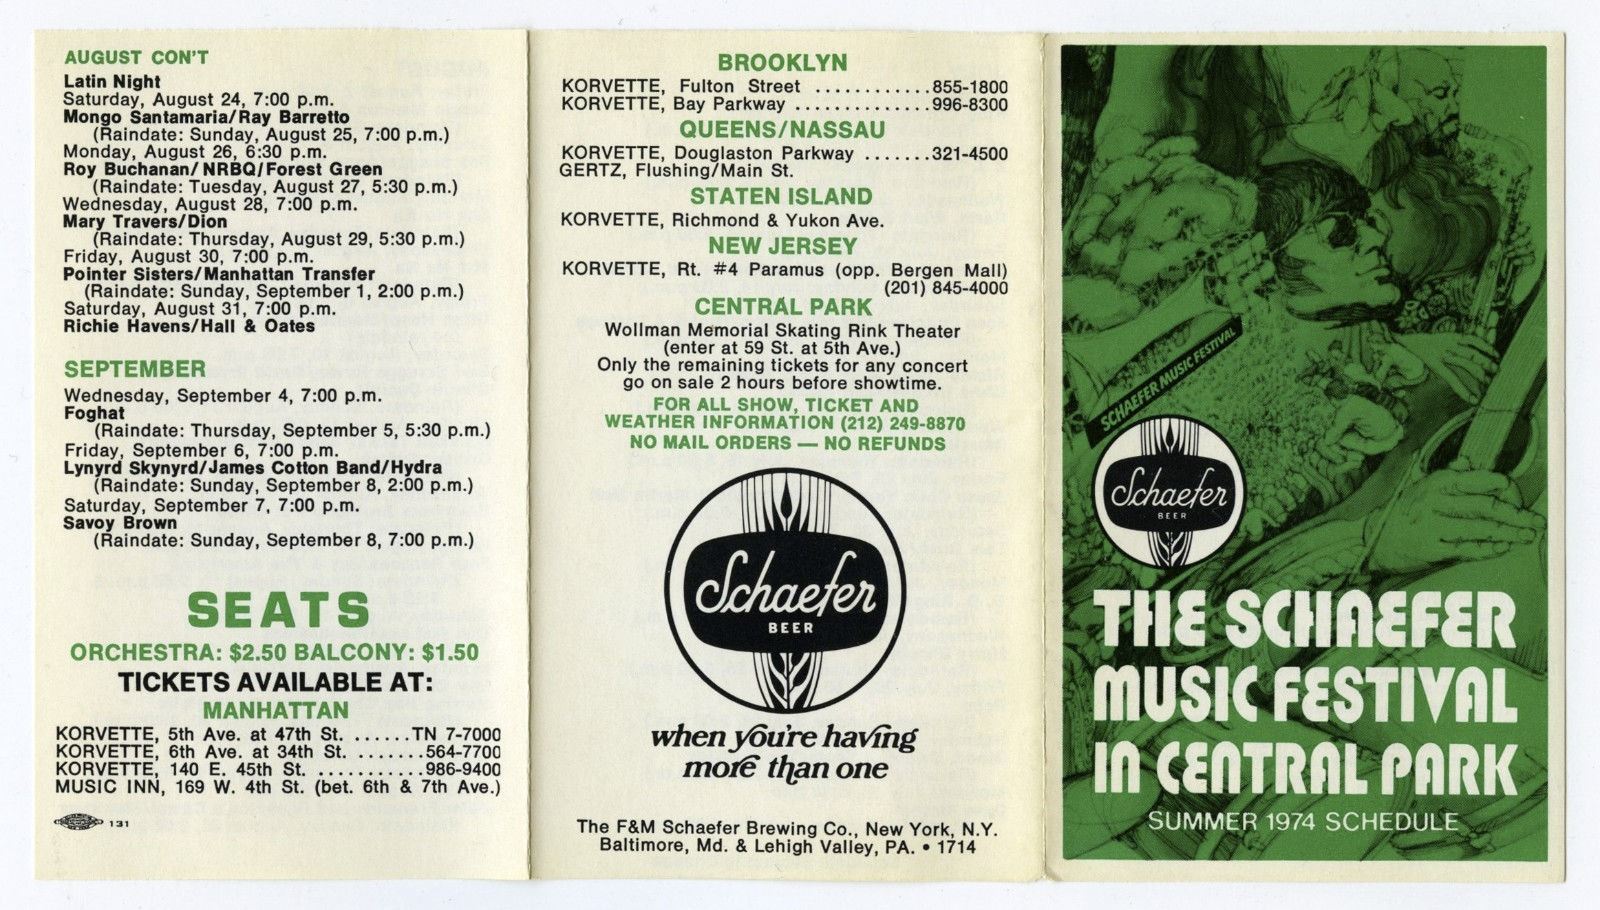 AUGUST CON'T
Latin Night
Saturday, August 24, 7:00 p.m.
Mongo Santamaria/Ray Barretto
(Raindate: Sunday, August 25, 7:00 p.m.)
Monday, August 26, 6:30 p.m.
Roy Buchanan/NRBQ/Forest Green
(Raindate: Tuesday, August 27, 5:30 p.m.)
Wednesday, August 28, 7:00 p.m.
Mary Travers/Dion
(Raindate: Thursday, August 29, 5:30 p.m.)
Friday, August 30, 7:00 p.m.
Pointer Sisters/Manhattan Transfer
(Raindate: Sunday, September 1, 2:00 p.m.)
Saturday, August 31, 7:00 p.m.
Richie Havens/Hall & Oates
SEPTEMBER
Wednesday, September 4, 7:00 p.m.
Foghat
(Raindate: Thursday, September 5, 5:30 p.m.)
Friday, September 6, 7:00 p.m.
Lynyrd Skynyrd/James Cotton Band/Hydra
(Raindate: Sunday, September 8, 2:00 p.m.)
Saturday, September 7, 7:00 p.m.
Savoy Brown
(Raindate: Sunday, September 8, 7:00 p.m.)
SEATS
ORCHESTRA: $2.50 BALCONY: $1.50
TICKETS AVAILABLE AT:
MANHATTAN
KORVETTE, 5th Ave. at 47th St. ......TN 7-7000
KORVETTE, 6th Ave. at 34th St. .......564-7700
KORVETTE, 140 E. 45th St. ...........986-9400
MUSIC INN, 169 W. 4th St. (bet. 6th & 7th Ave.)
131
BROOKLYN
KORVETTE, Fulton Street ............855-1800
KORVETTE, Bay Parkway ..............996-8300
QUEENS/NASSAU
KORVETTE, Douglaston Parkway .......321-4500
GERTZ, Flushing/Main St.
STATEN ISLAND
KORVETTE, Richmond & Yukon Ave.
NEW JERSEY
KORVETTE, Rt. #4 Paramus (opp. Bergen Mall)
(201) 845-4000
CENTRAL PARK
Wollman Memorial Skating Rink Theater
(enter at 59 St. at 5th Ave.)
Only the remaining tickets for any concert
go on sale 2 hours before showtime.
FOR ALL SHOW, TICKET AND
WEATHER INFORMATION (212) 249-8870
NO MAIL ORDERS — NO REFUNDS
Schaefer
BEER
when you're having
more than one
The F&M Schaefer Brewing Co., New York, N.Y.
Baltimore, Md. & Lehigh Valley, PA. • 1714
SCHAEFER MUSIC FESTIVAL
Schaefer
BEER
THE SCHAEFER
MUSIC FESTIVAL
IN CENTRAL PARK
SUMMER 1974 SCHEDULE